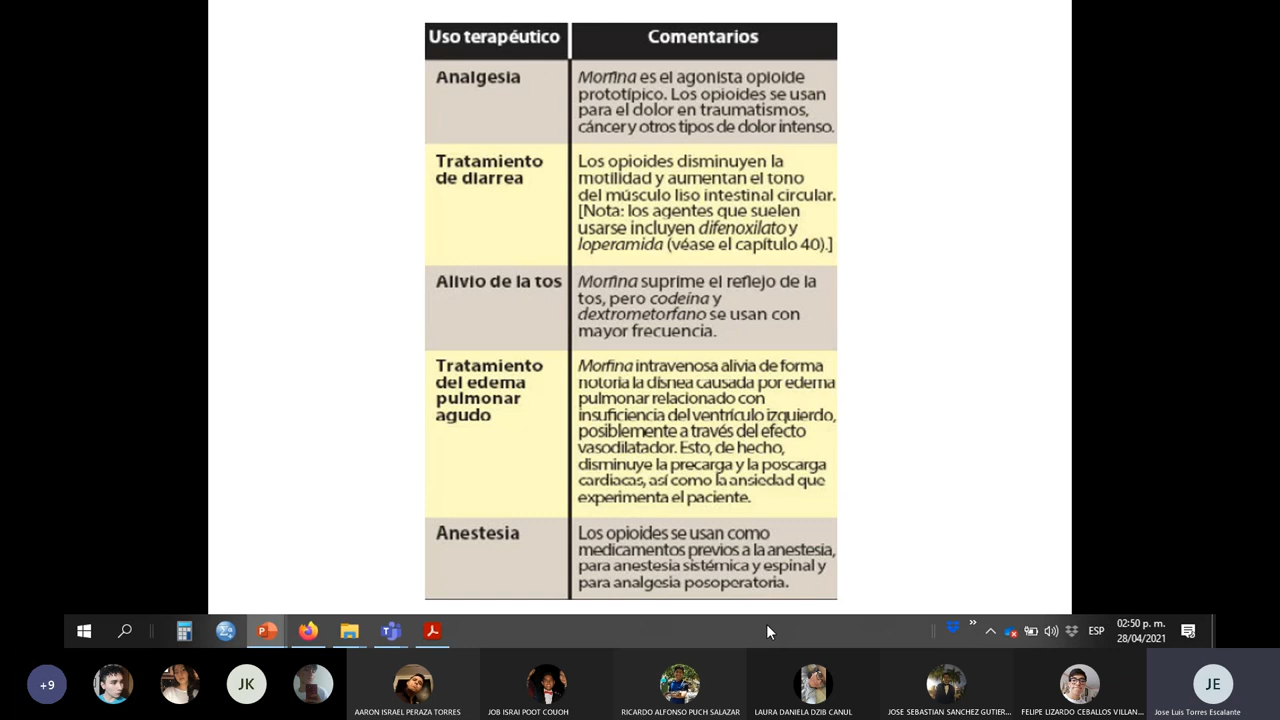 Uso terapéutico
Comentarios
Analgesia
Morfina es el agonista opioide
prototípico. Los opioides se usan
para el dolor en traumatismos,
cáncer y otros tipos de dolor intenso.
Tratamiento
de diarrea
Los opioides disminuyen la
motilidad y aumentan el tono
del músculo liso intestinal circular.
[Nota: los agentes que suelen
usarse incluyen difenoxilato y
loperamida (véase el capítulo 40).]
Alivio de la tos
Morfina suprime el reflejo de la
tos, pero codeína y
dextrometorfano se usan con
mayor frecuencia.
Tratamiento
del edema
pulmonar
agudo
Morfina intravenosa alivia de forma
notoria la disnea causada por edema
pulmonar relacionado con
insuficiencia del ventrículo izquierdo,
posiblemente a través del efecto
vasodilatador. Esto, de hecho,
disminuye la precarga y la poscarga
cardiacas, así como la ansiedad que
experimenta el paciente.
Anestesia
Los opioides se usan como
medicamentos previos a la anestesia,
para anestesia sistémica y espinal y
para analgesia posoperatoria.
ESP
02:50 p. m.
28/04/2021
+9
JK
AARON ISRAEL PERAZA TORRES
JOB ISRAI POOT COUOH
RICARDO ALFONSO PUCH SALAZAR
LAURA DANIELA DZIB CANUL
JOSE SEBASTIAN SANCHEZ GUTIER...
FELIPE LIZARDO CEBALLOS VILLAN...
JE
Jose Luis Torres Escalante